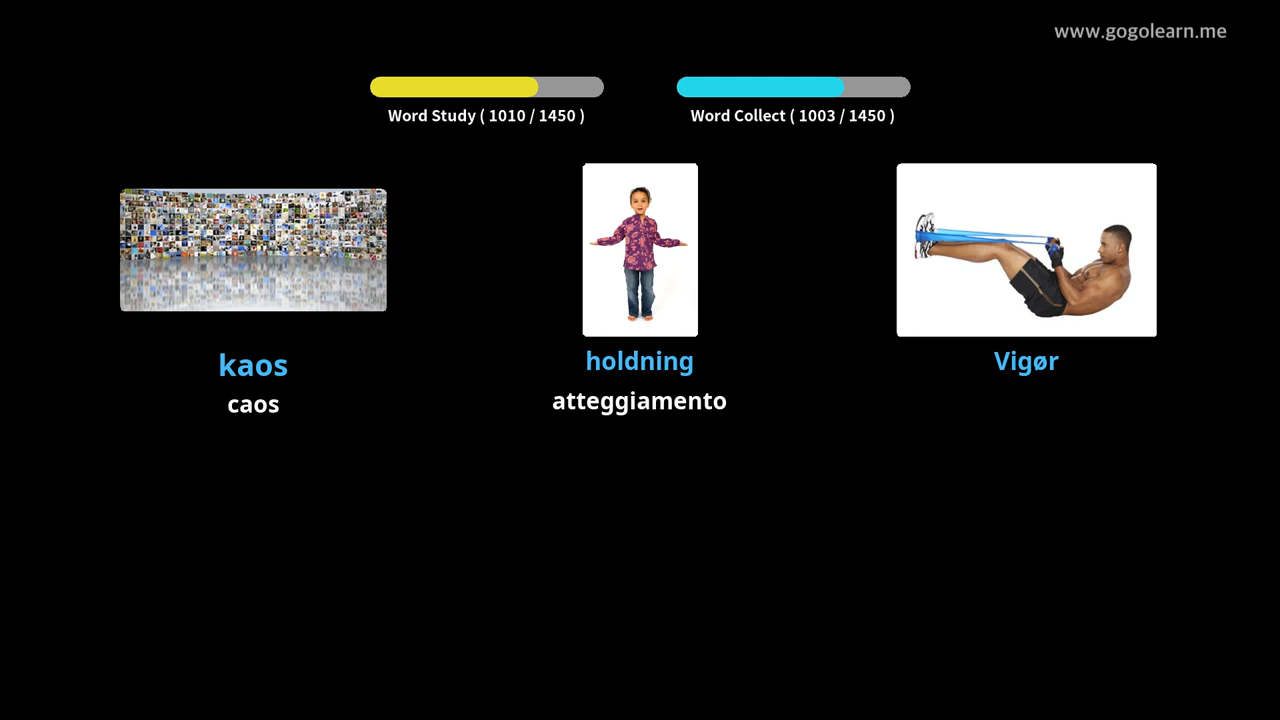 www.gogolearn.me
Word Study ( 1010 / 1450 )
Word Collect ( 1003 / 1450 )
kaos
caos
holdning
atteggiamento
Vigør